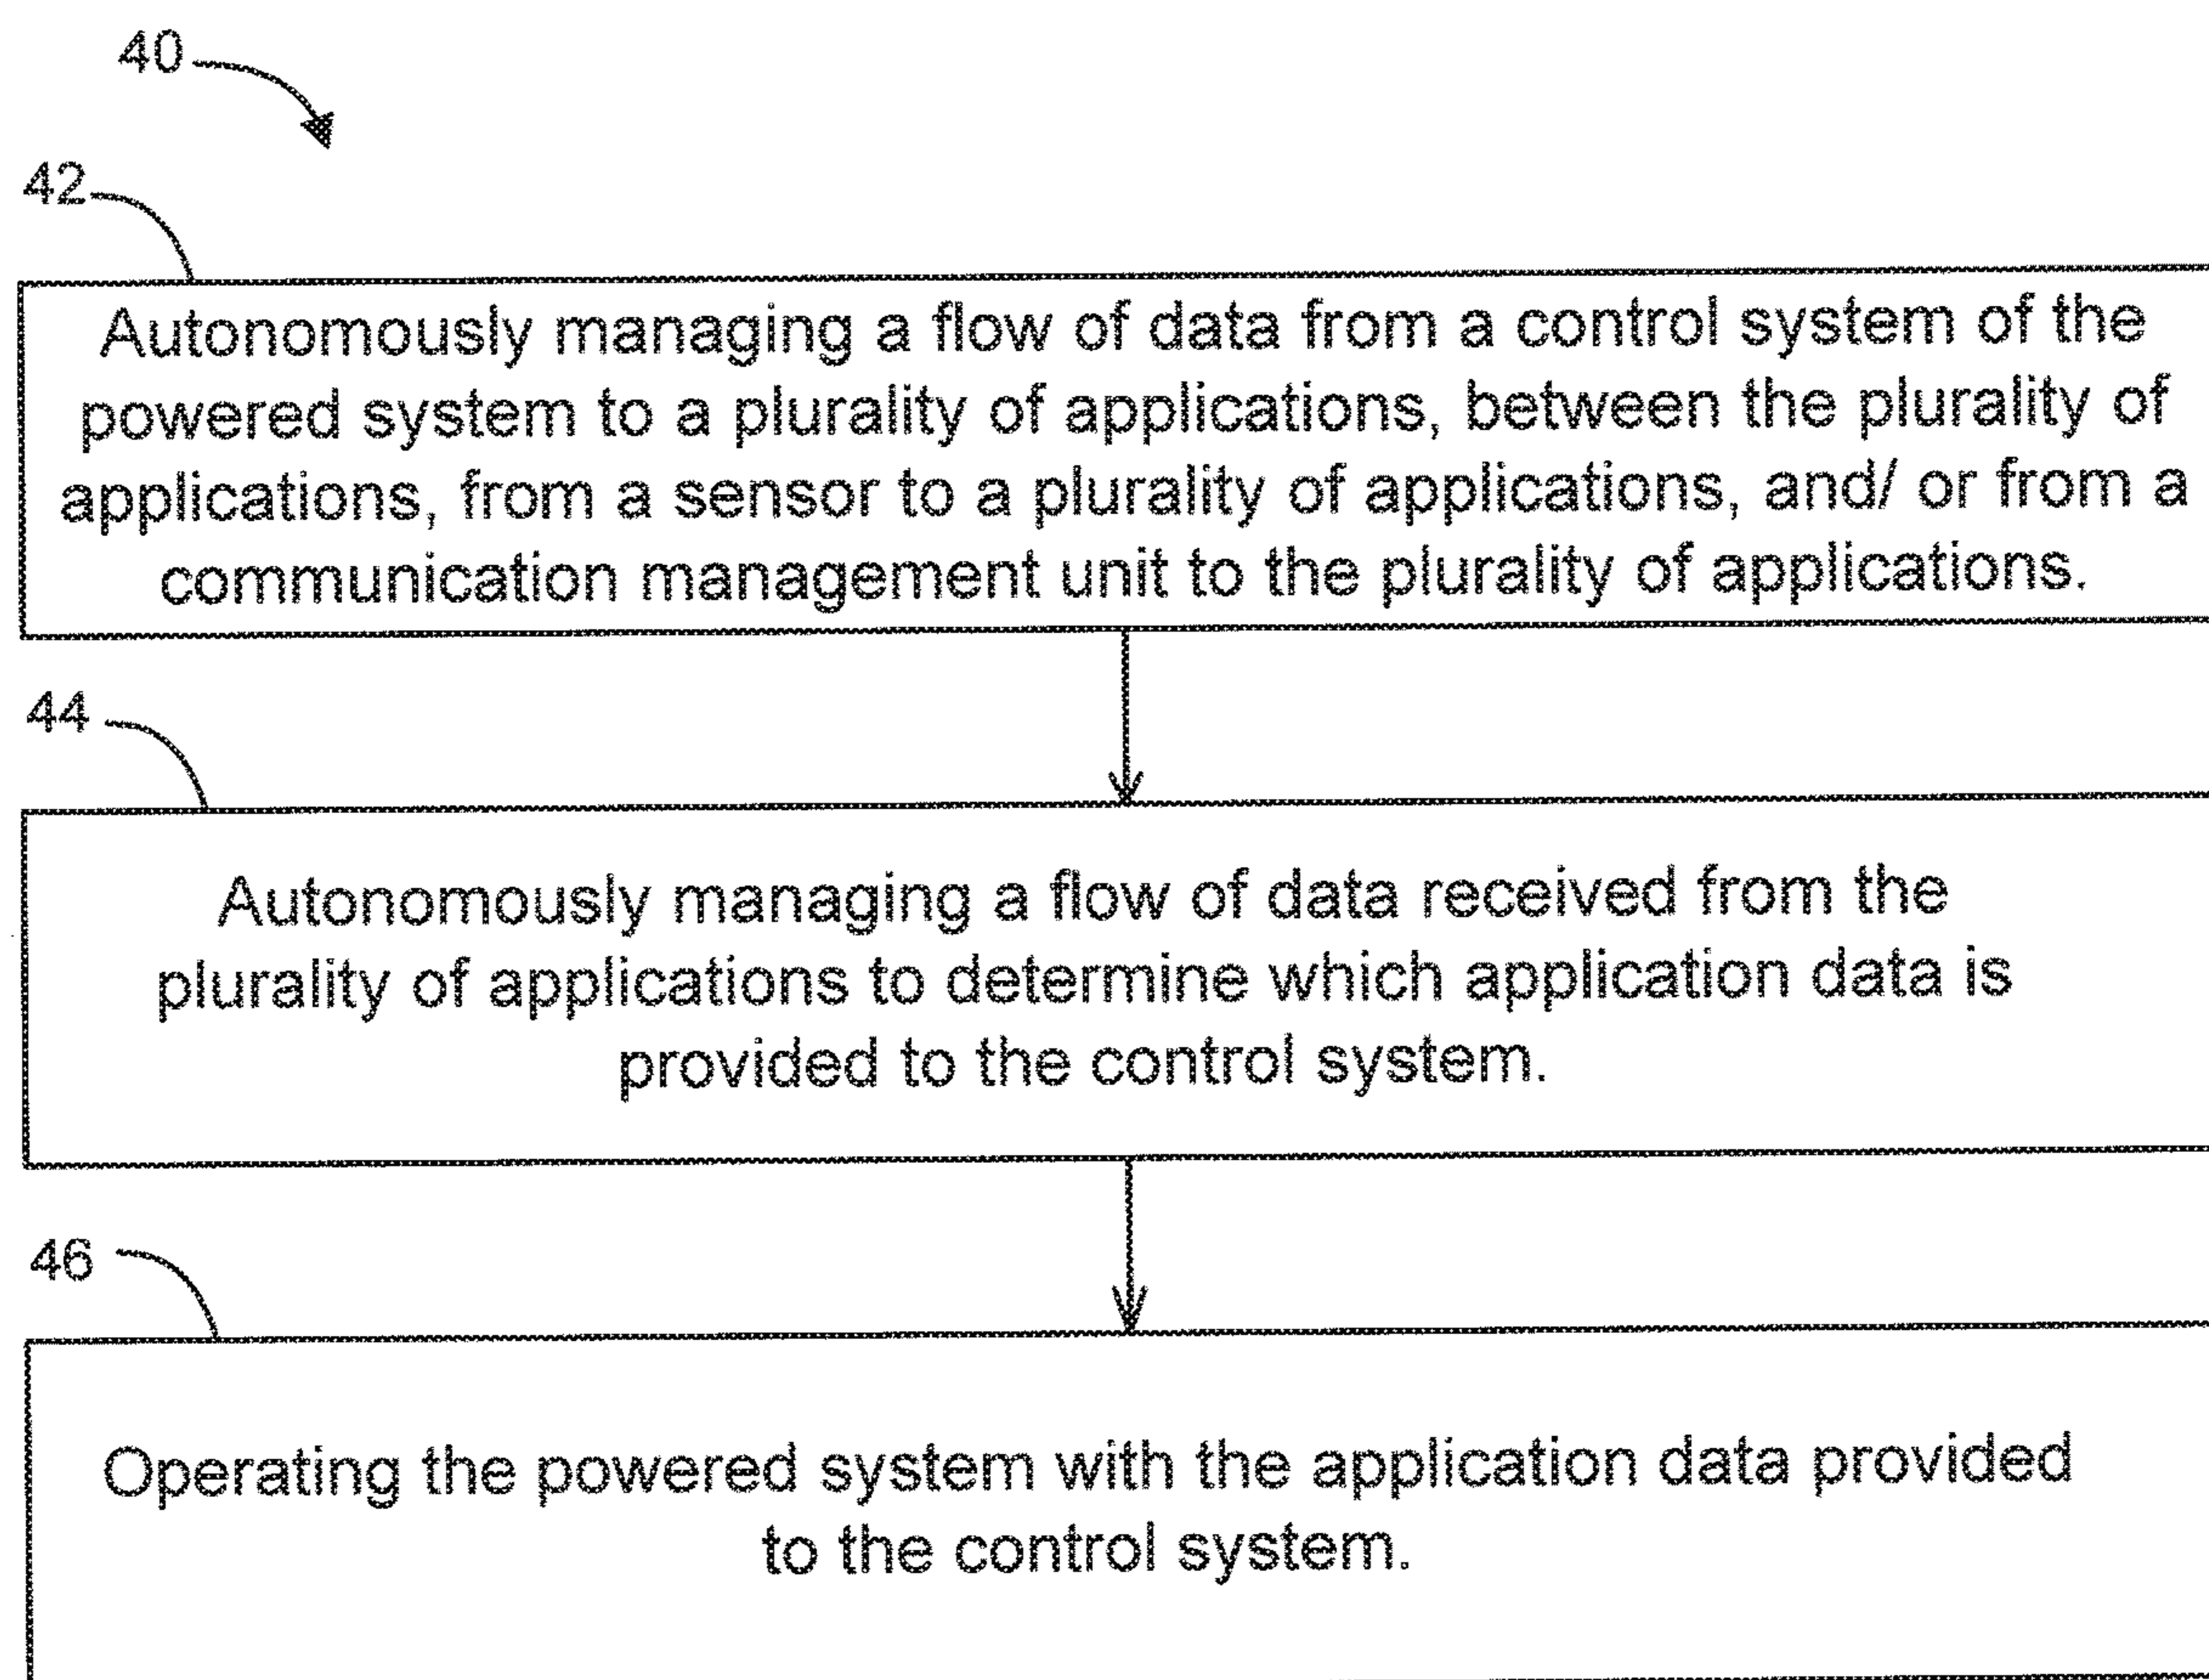 40
42
Autonomously managing a flow of data from a control system of the
powered system to a plurality of applications, between the plurality of
applications, from a sensor to a plurality of applications, and/ or from a
communication management unit to the plurality of applications.
44
Autonomously managing a flow of data received from the
plurality of applications to determine which application data is
provided to the control system.
46
Operating the powered system with the application data provided
to the control system.